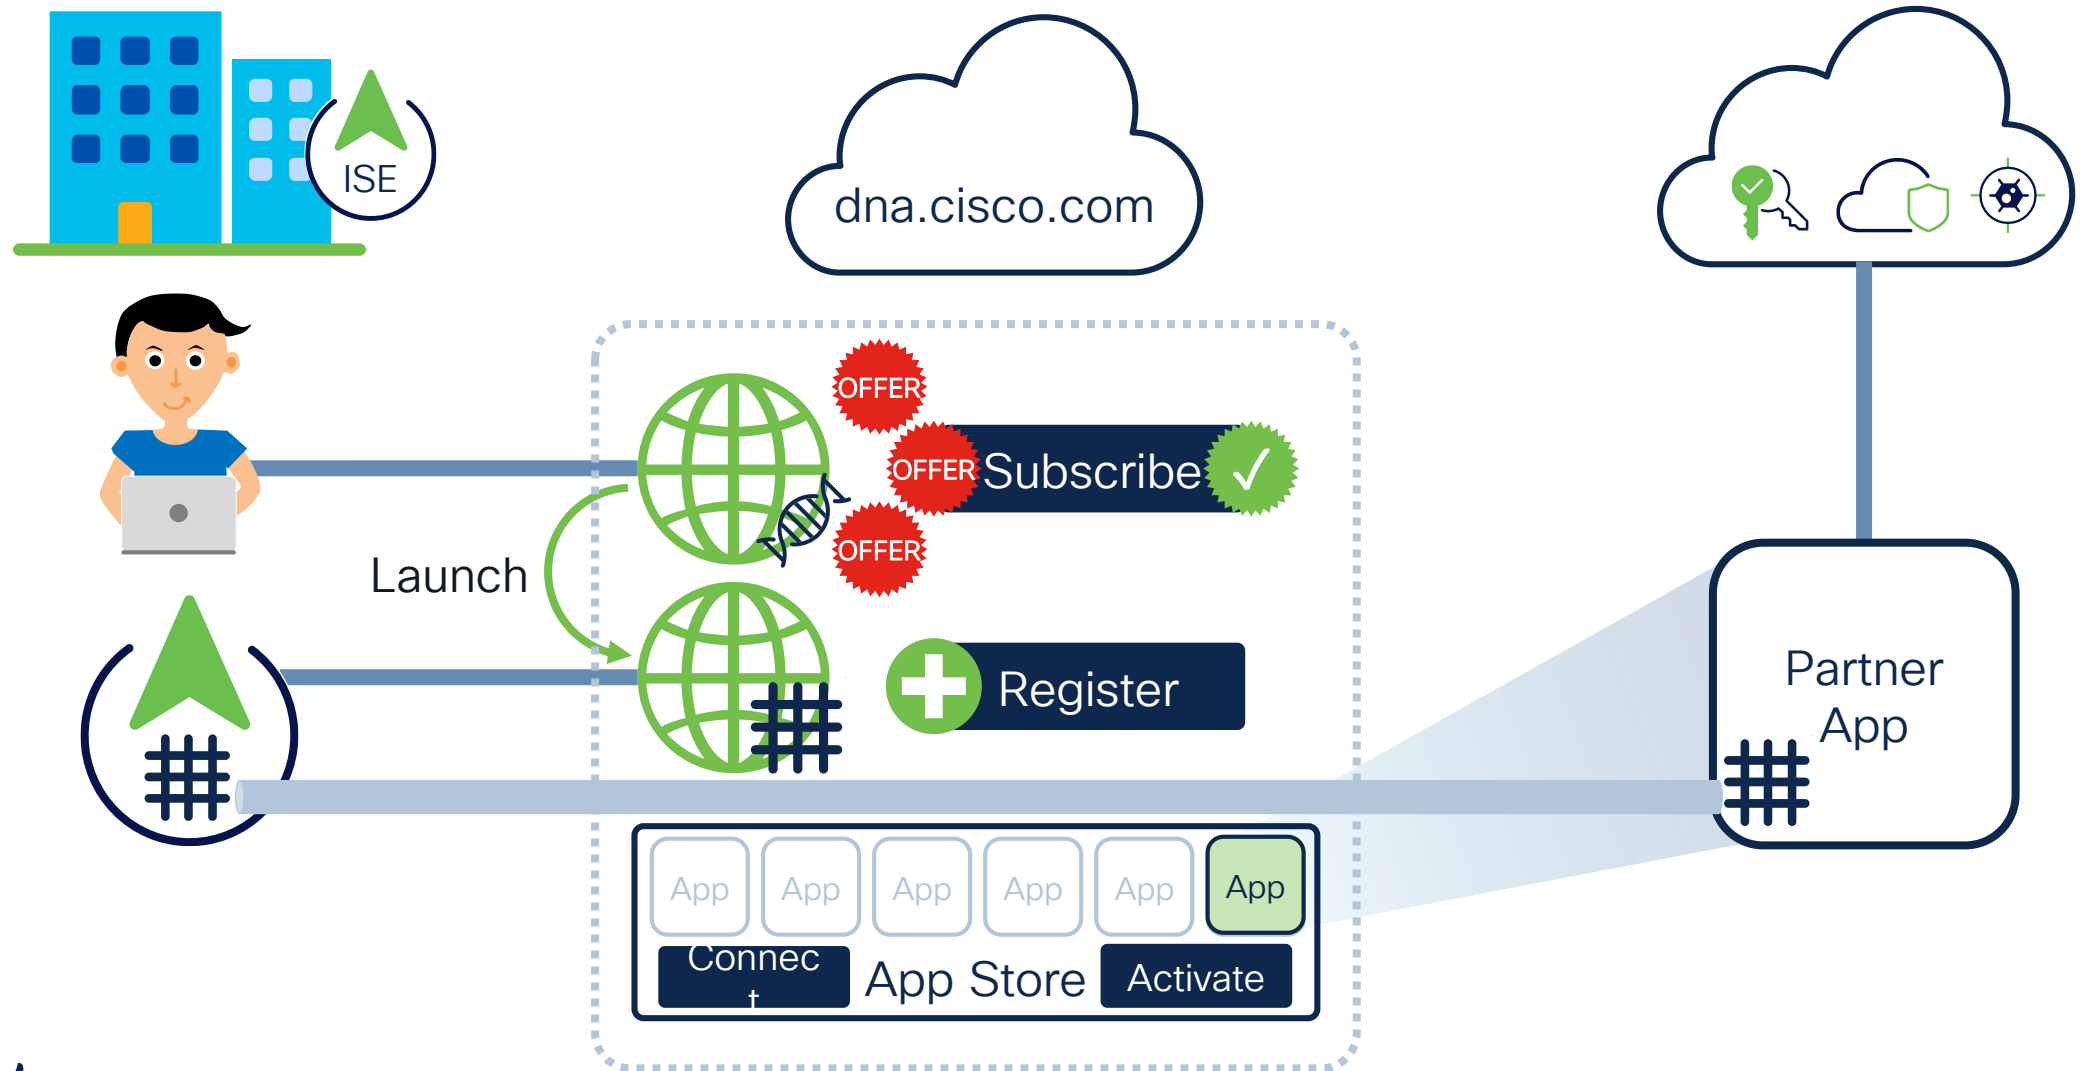 ISE
dna.cisco.com
OFFER
OFFER
Subscribe
OFFER
Launch
Register
Partner
App
App
App
App
App
App
App
Connec
t
App Store
Activate